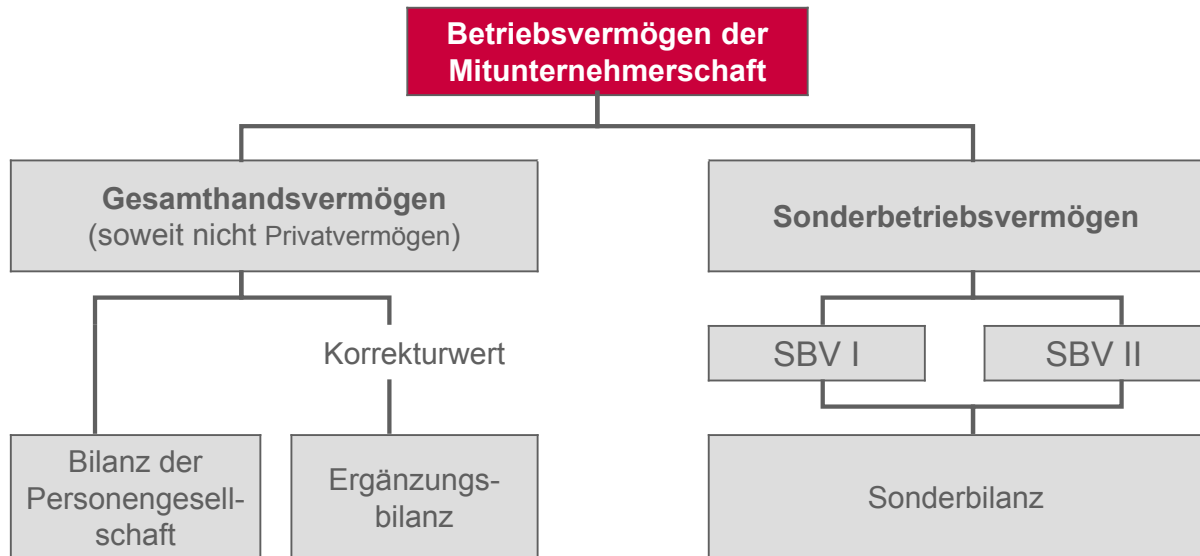 Betriebsvermögen der
Mitunternehmerschaft
Gesamthandsvermögen
(soweit nicht Privatvermögen)
Sonderbetriebsvermögen
Korrekturwert
SBV I
SBV II
Bilanz der
Personengesell-
schaft
Ergänzungs-
bilanz
Sonderbilanz